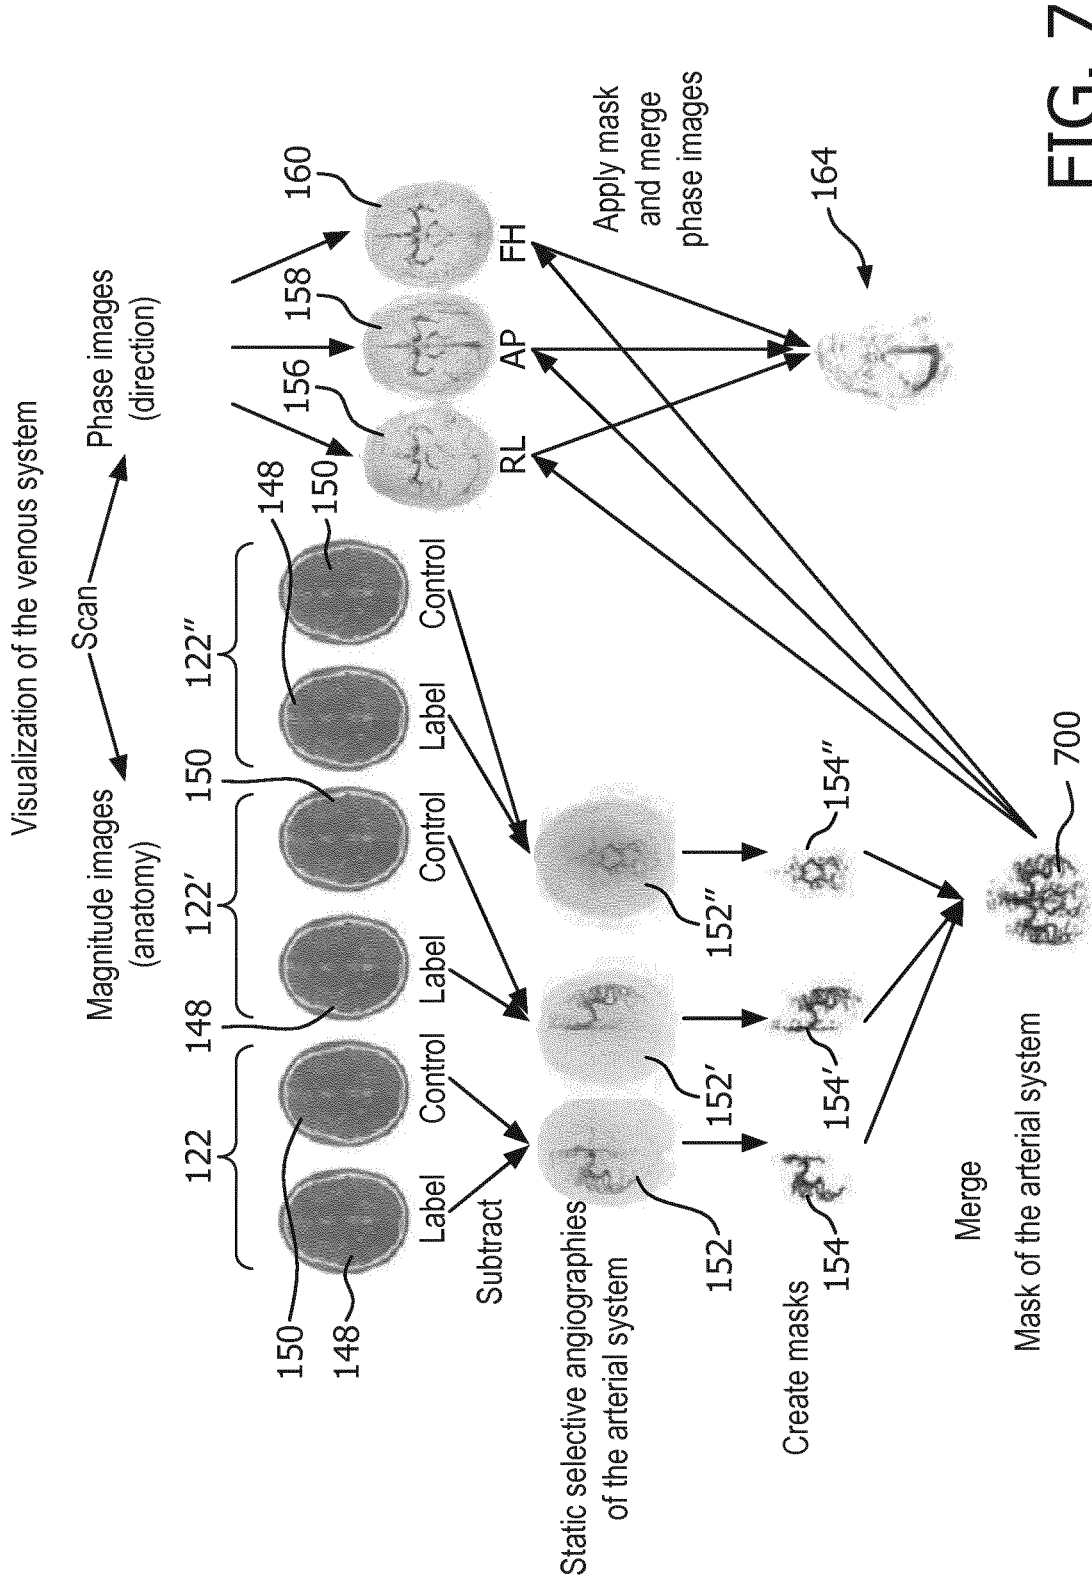 Visualization of the venous system
Scan
Magnitude images
(anatomy)
Phase images
(direction)
122
148
122′
150
122″
148
150
150
148
Label
Control
Label
Control
Label
Control
156
158
160
RL
AP
FH
Subtract
Static selective angiographies
of the arterial system
152
152′
152″
Apply mask
and merge
phase images
Create masks
154
154′
154″
164
Merge
Mask of the arterial system
700
FIG. 7